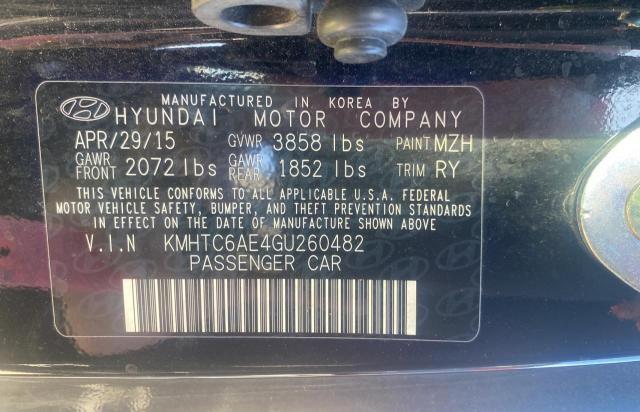 MANUFACTURED IN KOREA BY
HYUNDAI MOTOR COMPANY
APR/29/15 GVWR 3858 lbs PAINT MZH
GAWR FRONT 2072 lbs GAWR REAR 1852 lbs TRIM RY
THIS VEHICLE CONFORMS TO ALL APPLICABLE U.S.A. FEDERAL
MOTOR VEHICLE SAFETY, BUMPER, AND THEFT PREVENTION STANDARDS
IN EFFECT ON THE DATE OF MANUFACTURE SHOWN ABOVE
V.I.N KMHTC6AE4GU260482
PASSENGER CAR